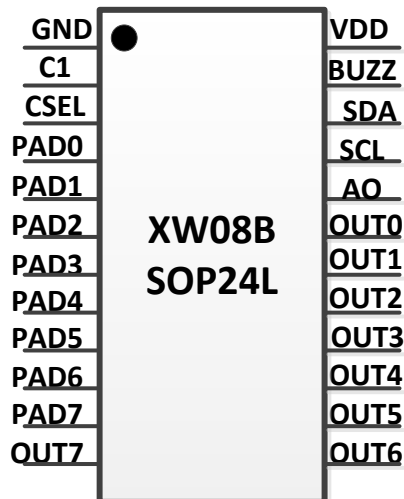 GND VDD
C1 BUZZ
CSEL SDA
PAD0 SCL
PAD1 AO
PAD2 OUT0
PAD3 OUT1
PAD4 OUT2
PAD5 OUT3
PAD6 OUT4
PAD7 OUT5
OUT7 OUT6
XW08B
SOP24L